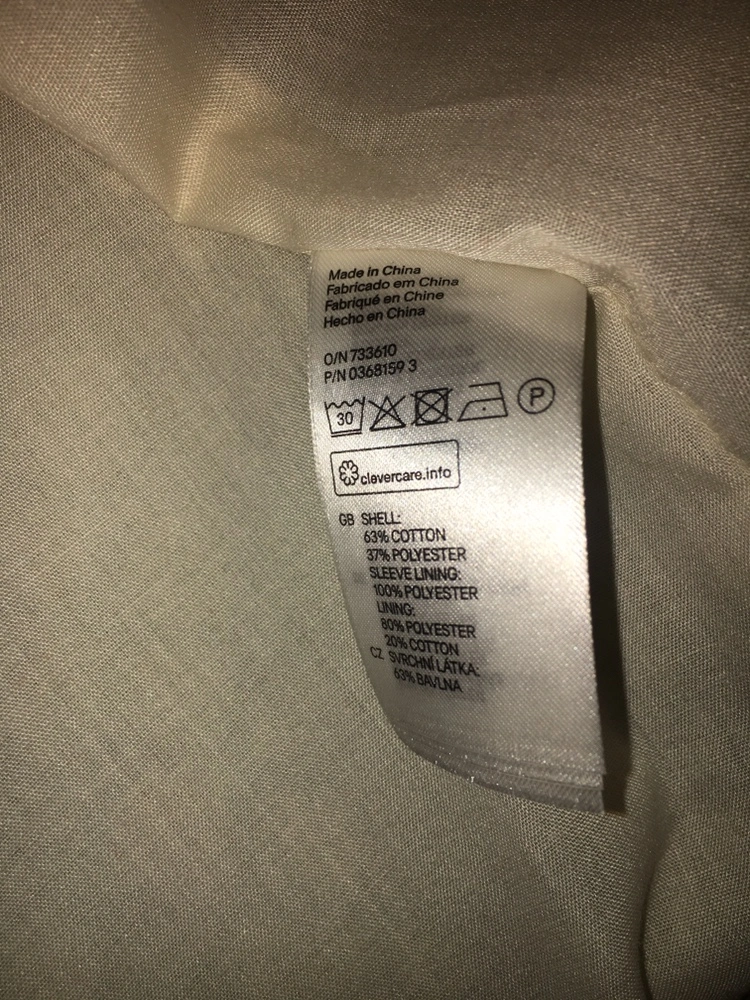 Made in China
Fabricado em China
Fabriqué en Chine
Hecho en China
O/N 733610
P/N 0368159 3
30
P
clevercare.info
GB SHELL:
63% COTTON
37% POLYESTER
SLEEVE LINING:
100% POLYESTER
LINING:
80% POLYESTER
20% COTTON
CZ SVRCHNÍ LÁTKA:
63% BAVLNA